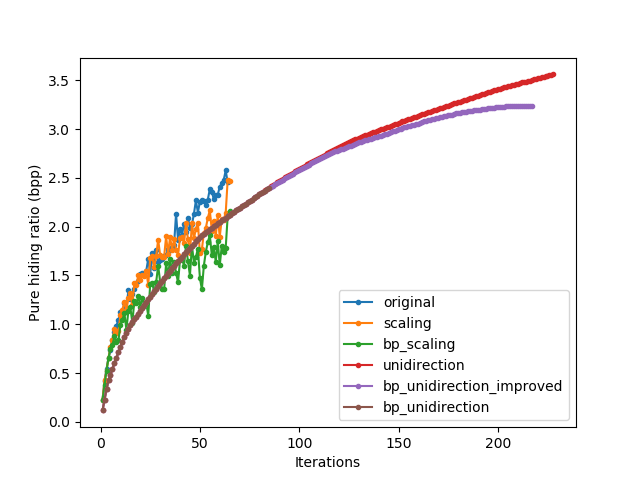 3.5
3.0
2.5
2.0
1.5
1.0
0.5
0.0
Pure hiding ratio (bpp)
original
scaling
bp_scaling
unidirection
bp_unidirection_improved
bp_unidirection
0 50 100 150 200
Iterations